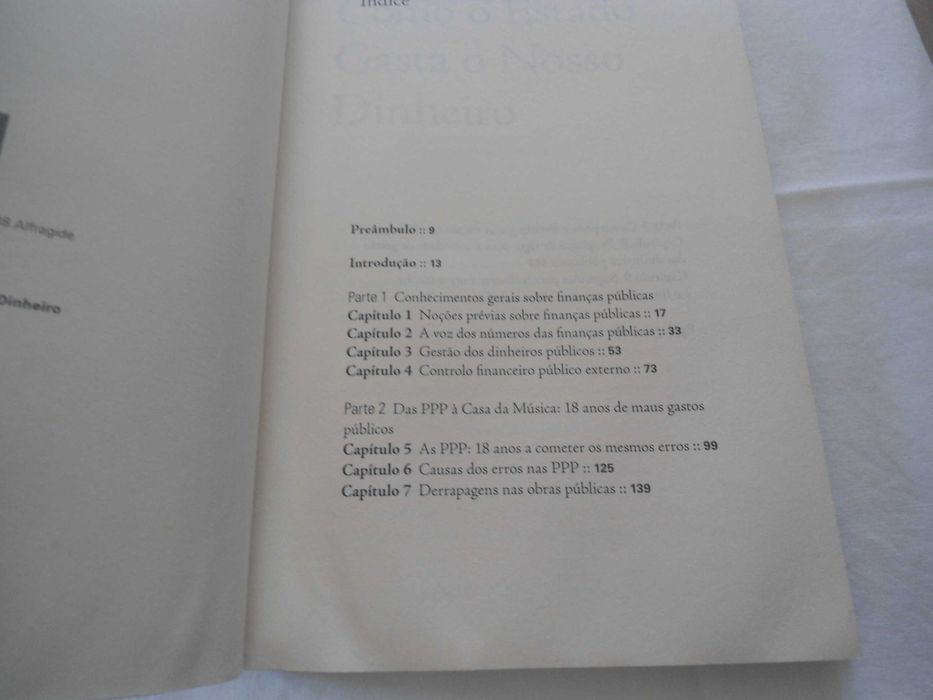 8 Alfragide
Dinheiro
Índice
Como o Estado
Gasta o Nosso
Dinheiro
Preâmbulo :: 9
Introdução :: 13
Parte 1 Conhecimentos gerais sobre finanças públicas
Capítulo 1 Noções prévias sobre finanças públicas :: 17
Capítulo 2 A voz dos números das finanças públicas :: 33
Capítulo 3 Gestão dos dinheiros públicos :: 53
Capítulo 4 Controlo financeiro público externo :: 73
Parte 2 Das PPP à Casa da Música: 18 anos de maus gastos
públicos
Capítulo 5 As PPP: 18 anos a cometer os mesmos erros :: 99
Capítulo 6 Causas dos erros nas PPP :: 125
Capítulo 7 Derrapagens nas obras públicas :: 139